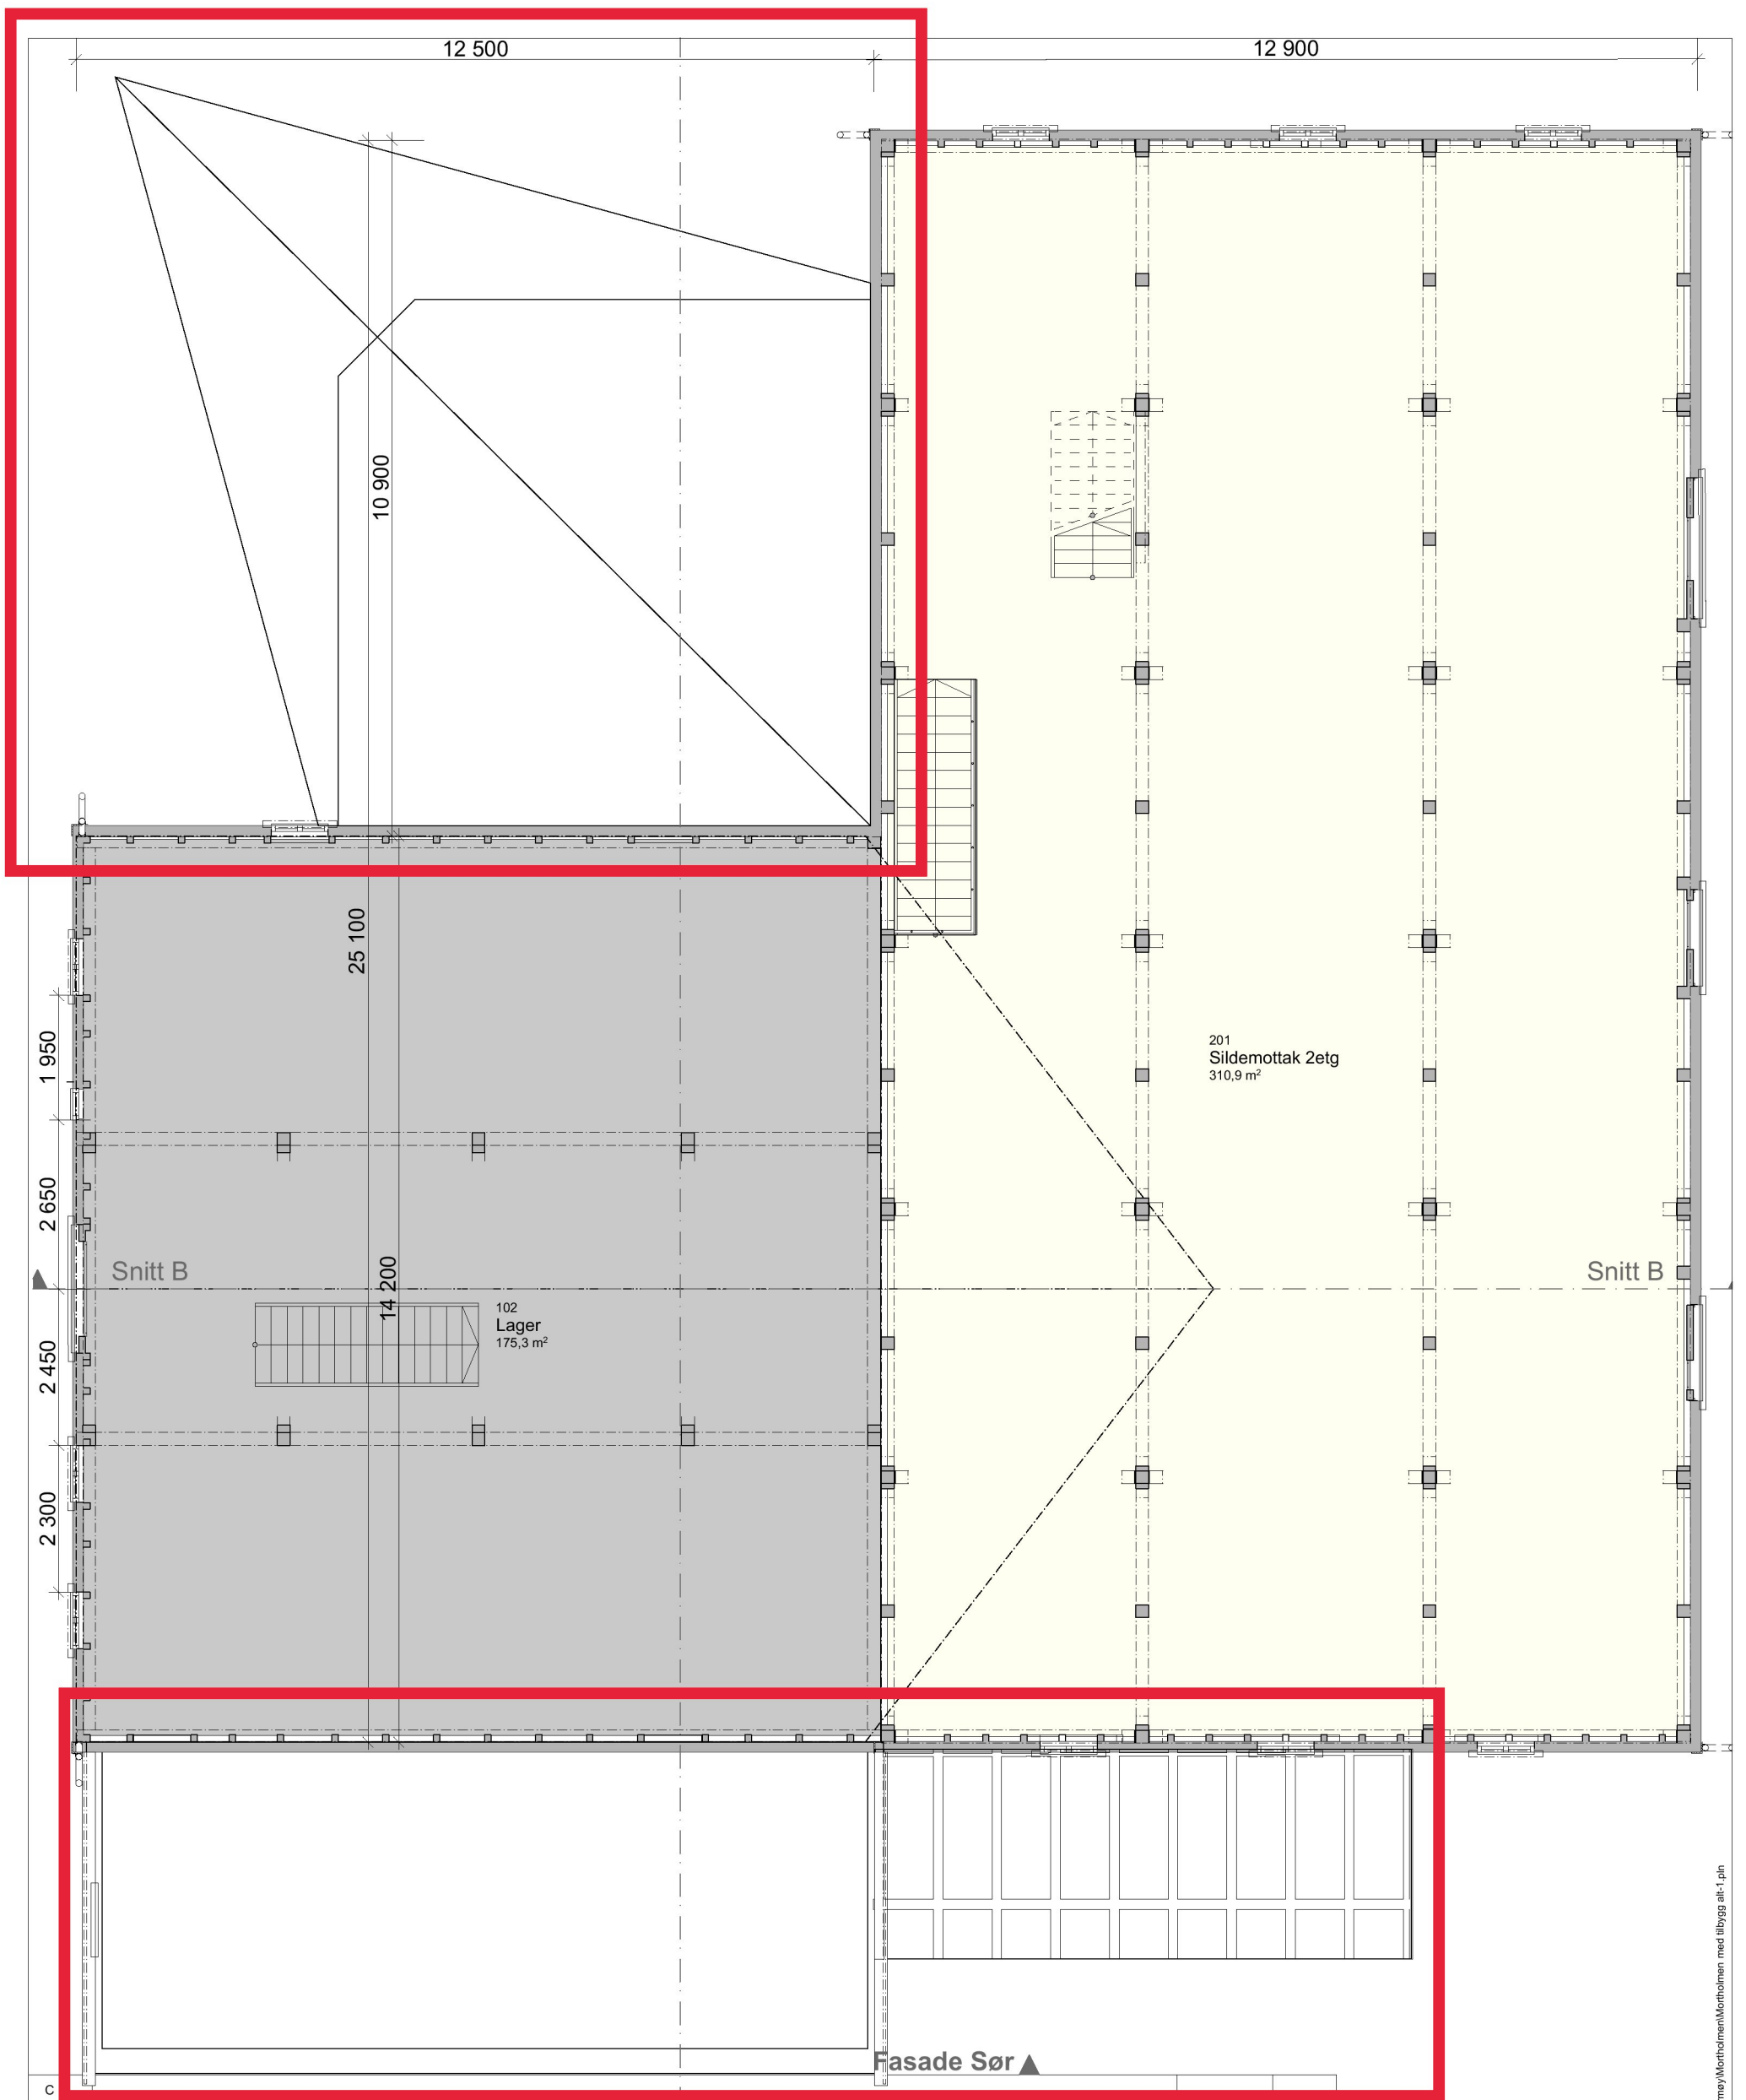 12 500
12 900
10 900
25 100
1 950
201
Sildemottak 2etg
310,9 m²
2 650
Snitt B
Snitt B
14 200
102
Lager
175,3 m²
2 450
2 300
Fasade Sør
C
møy\Mortholmen\Mortholmen med tilbygg alt-1.pln